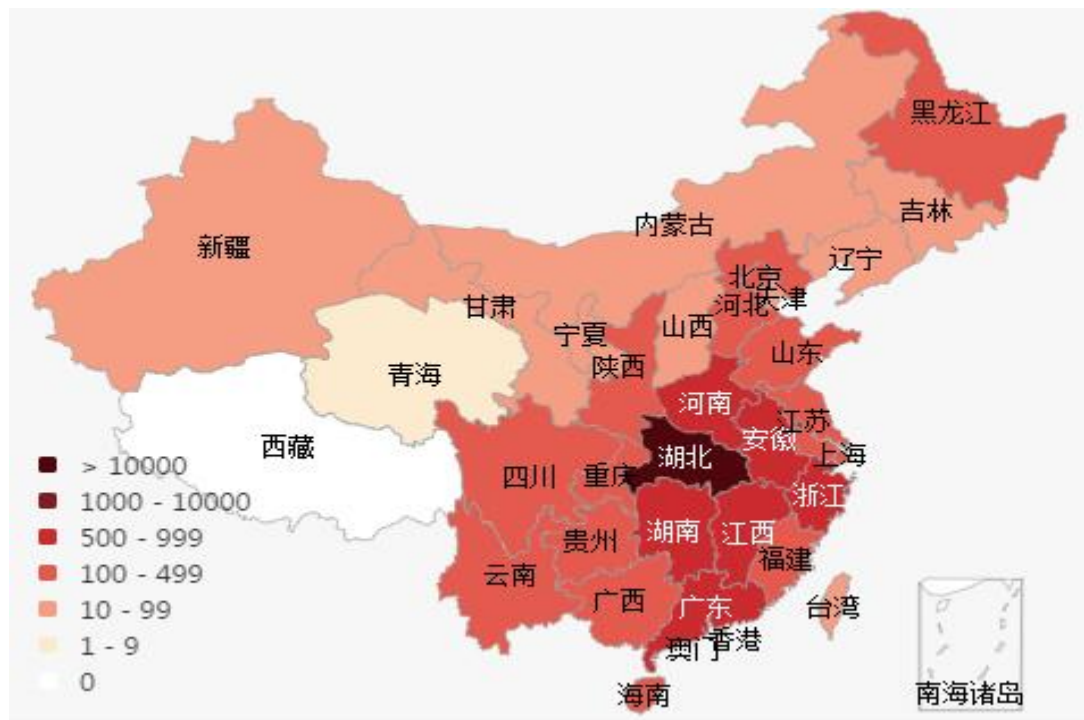 黑龙江
吉林
内蒙古
新疆
辽宁
北京
天津
河北
甘肃
山西
宁夏
山东
陕西
青海
河南
江苏
安徽
西藏
上海
湖北
四川
重庆
浙江
湖南
江西
贵州
福建
云南
广西
广东
台湾
香港
澳门
海南
南海诸岛
> 10000
1000 - 10000
500 - 999
100 - 499
10 - 99
1 - 9
0